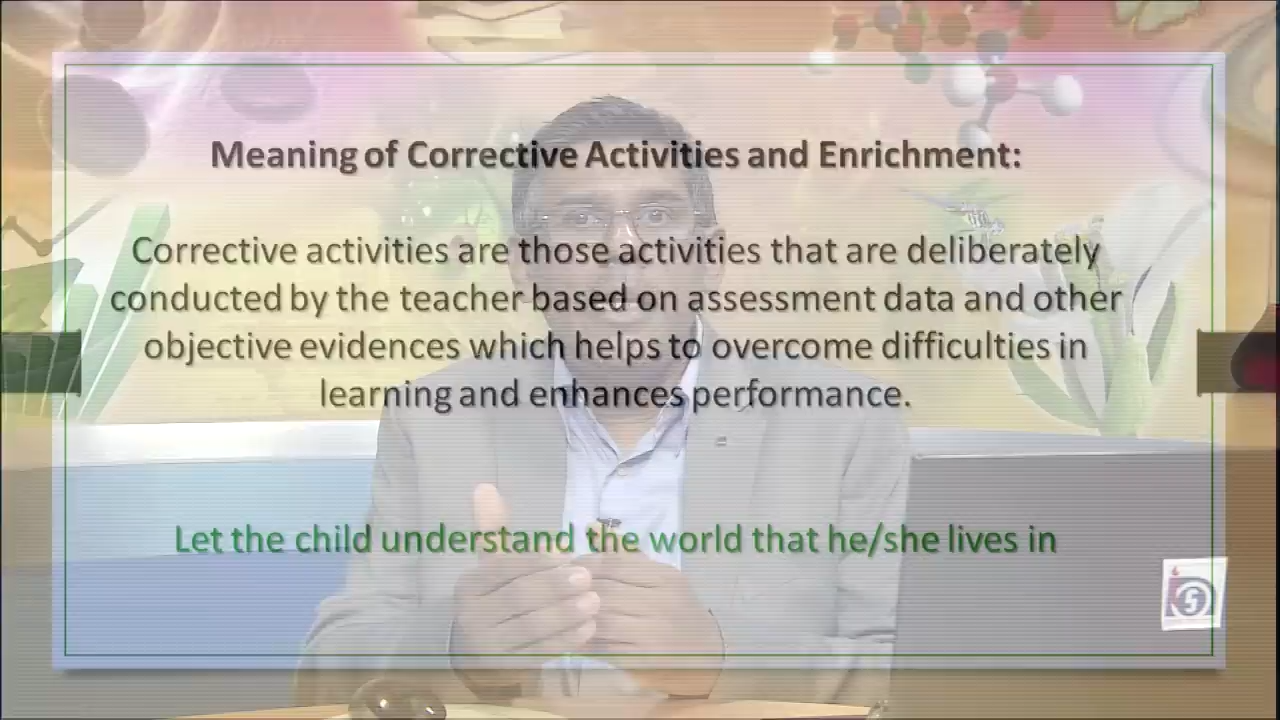 Meaning of Corrective Activities and Enrichment:
Corrective activities are those activities that are deliberately
conducted by the teacher based on assessment data and other
objective evidences which helps to overcome difficulties in
learning and enhances performance.
Let the child understand the world that he/she lives in